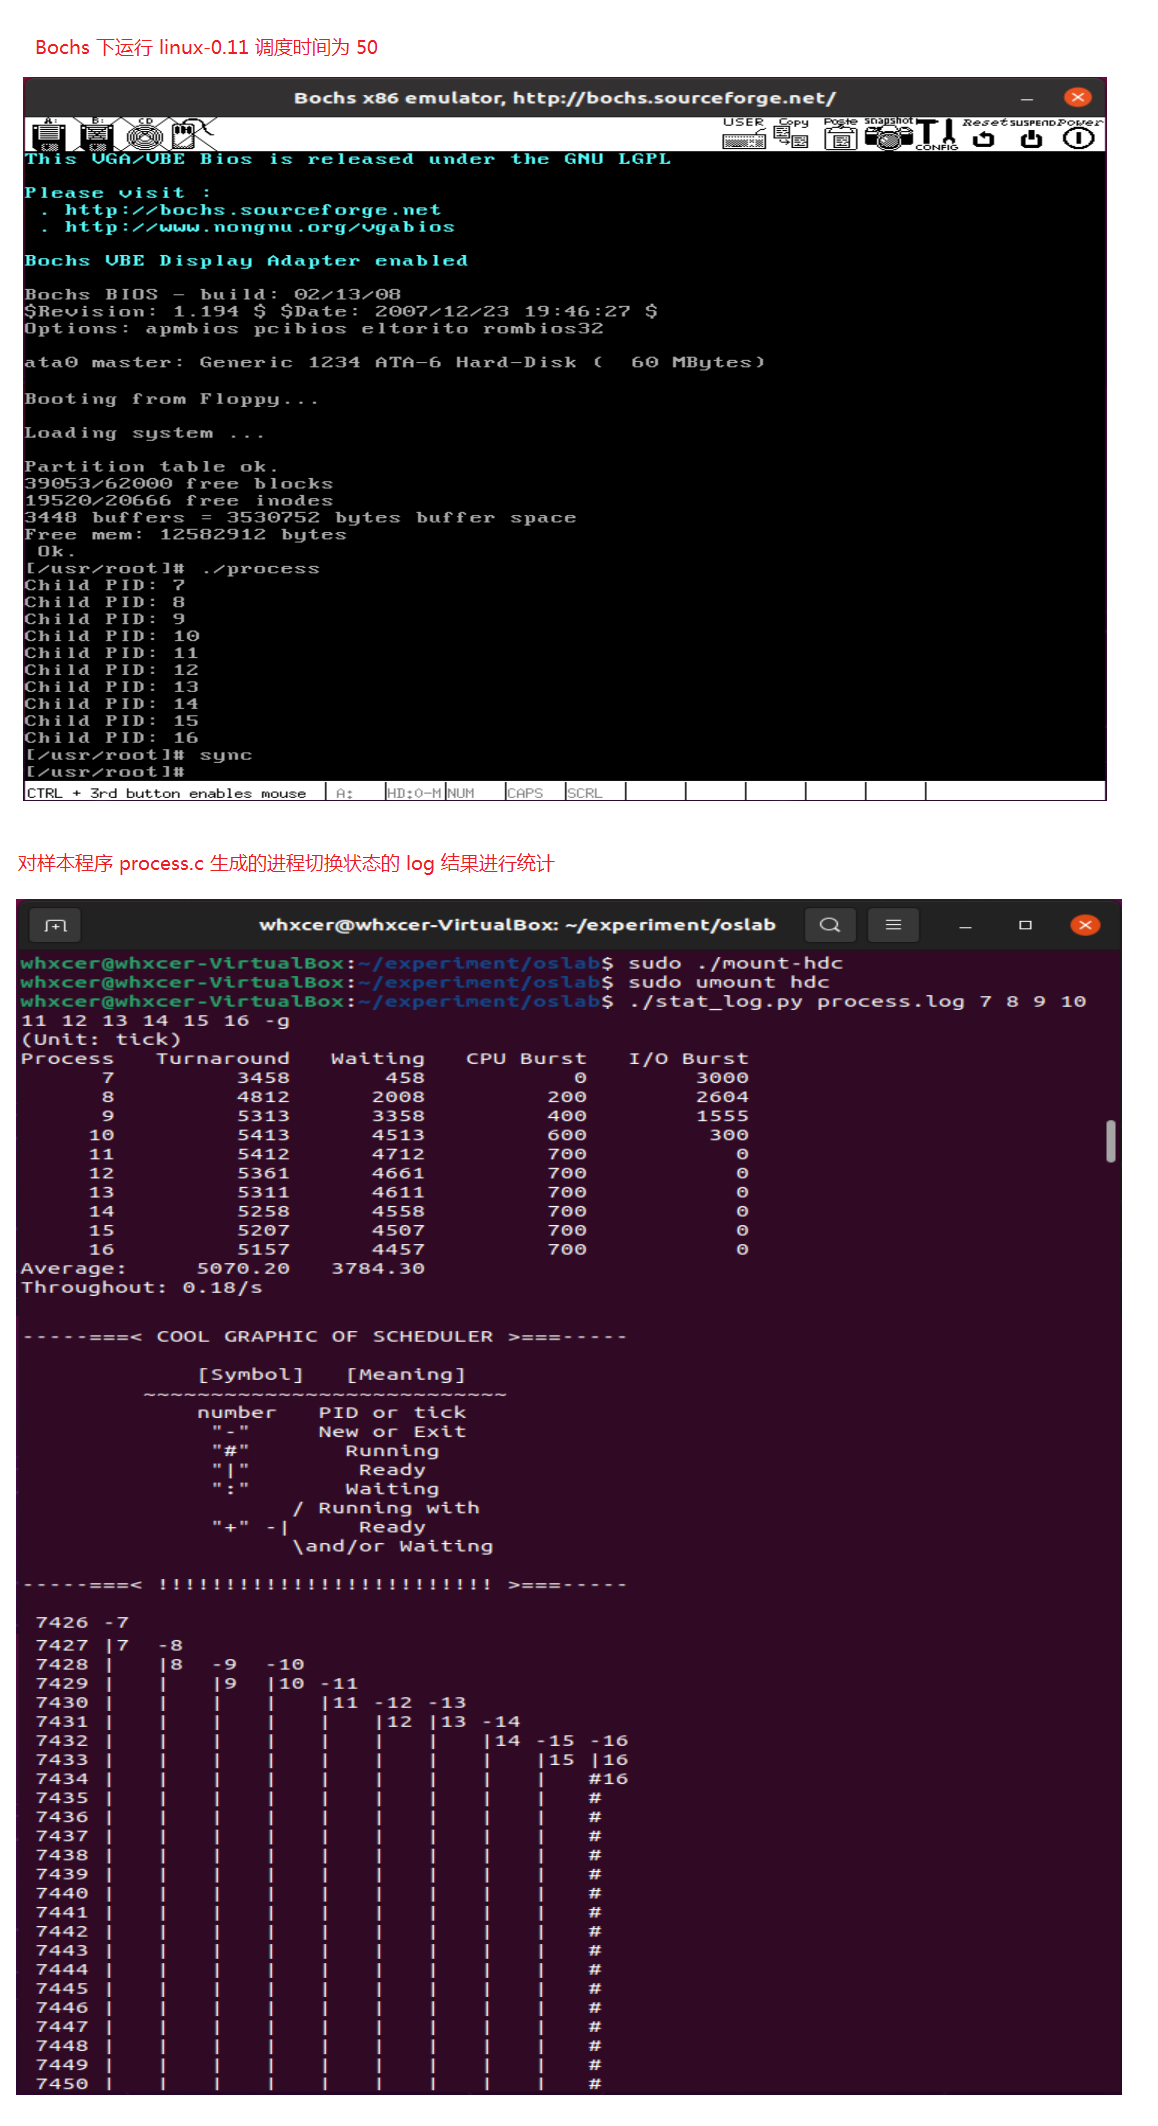 Bochs 下运行 linux-0.11 调度时间为 50
Bochs x86 emulator, http://bochs.sourceforge.net/
A: B: CD USER Copy Paste snapshot CONFIG Reset SUSPEND Power
This VGA/VBE Bios is released under the GNU LGPL
Please visit :
. http://bochs.sourceforge.net
. http://www.nongnu.org/vgabios
Bochs VBE Display Adapter enabled
Bochs BIOS - build: 02/13/08
$Revision: 1.194 $ $Date: 2007/12/23 19:46:27 $
Options: apmbios pcibios eltorito rombios32
ata0 master: Generic 1234 ATA-6 Hard-Disk ( 60 MBytes)
Booting from Floppy...
Loading system ...
Partition table ok.
39053/62000 free blocks
19520/20666 free inodes
3448 buffers = 3530752 bytes buffer space
Free mem: 12582912 bytes
Ok.
[/usr/root]# ./process
Child PID: 7
Child PID: 8
Child PID: 9
Child PID: 10
Child PID: 11
Child PID: 12
Child PID: 13
Child PID: 14
Child PID: 15
Child PID: 16
[/usr/root]# sync
[/usr/root]#
CTRL + 3rd button enables mouse A: HD:0-M NUM CAPS SCRL
对样本程序 process.c 生成的进程切换状态的 log 结果进行统计
whxcer@whxcer-VirtualBox: ~/experiment/oslab
whxcer@whxcer-VirtualBox:~/experiment/oslab$ sudo ./mount-hdc
whxcer@whxcer-VirtualBox:~/experiment/oslab$ sudo umount hdc
whxcer@whxcer-VirtualBox:~/experiment/oslab$ ./stat_log.py process.log 7 8 9 10
11 12 13 14 15 16 -g
(Unit: tick)
Process Turnaround Waiting CPU Burst I/O Burst
7 3458 458 0 3000
8 4812 2008 200 2604
9 5313 3358 400 1555
10 5413 4513 600 300
11 5412 4712 700 0
12 5361 4661 700 0
13 5311 4611 700 0
14 5258 4558 700 0
15 5207 4507 700 0
16 5157 4457 700 0
Average: 5070.20 3784.30
Throughout: 0.18/s
-----===< COOL GRAPHIC OF SCHEDULER >===-----
[Symbol] [Meaning]
~~~~~~~~~~~~~~~~~~~~~~~~~~~
number PID or tick
"-" New or Exit
"#" Running
"|" Ready
":" Waiting
/ Running with
"+" -| Ready
\and/or Waiting
-----===< !!!!!!!!!!!!!!!!!!!!!!!!! >===-----
7426 -7
7427 |7 -8
7428 | |8 -9 -10
7429 | | |9 |10 -11
7430 | | | | |11 -12 -13
7431 | | | | | |12 |13 -14
7432 | | | | | | | |14 -15 -16
7433 | | | | | | | | |15 |16
7434 | | | | | | | | | #16
7435 | | | | | | | | | #
7436 | | | | | | | | | #
7437 | | | | | | | | | #
7438 | | | | | | | | | #
7439 | | | | | | | | | #
7440 | | | | | | | | | #
7441 | | | | | | | | | #
7442 | | | | | | | | | #
7443 | | | | | | | | | #
7444 | | | | | | | | | #
7445 | | | | | | | | | #
7446 | | | | | | | | | #
7447 | | | | | | | | | #
7448 | | | | | | | | | #
7449 | | | | | | | | | #
7450 | | | | | | | | | #